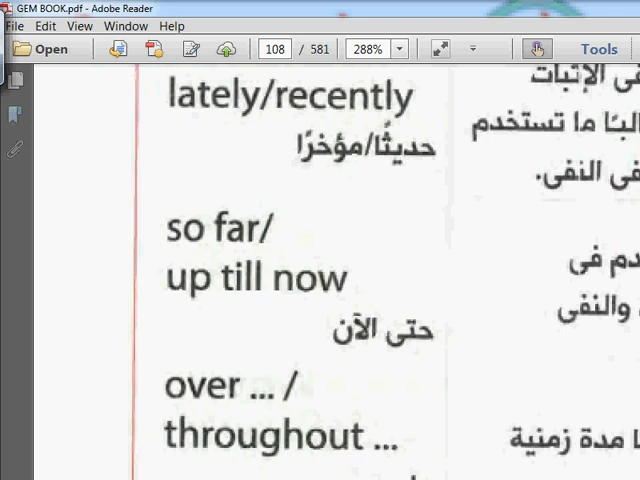 GEM BOOK.pdf - Adobe Reader
File Edit View Window Help
Open 108 / 581 288% Tools
lately/recently
حديثًا/مؤخرًا
so far/
up till now
حتى الآن
over ... /
throughout ...
فى الإثبات
ما تستخدم
فى النفى.
فى
والنفى
مدة زمنية